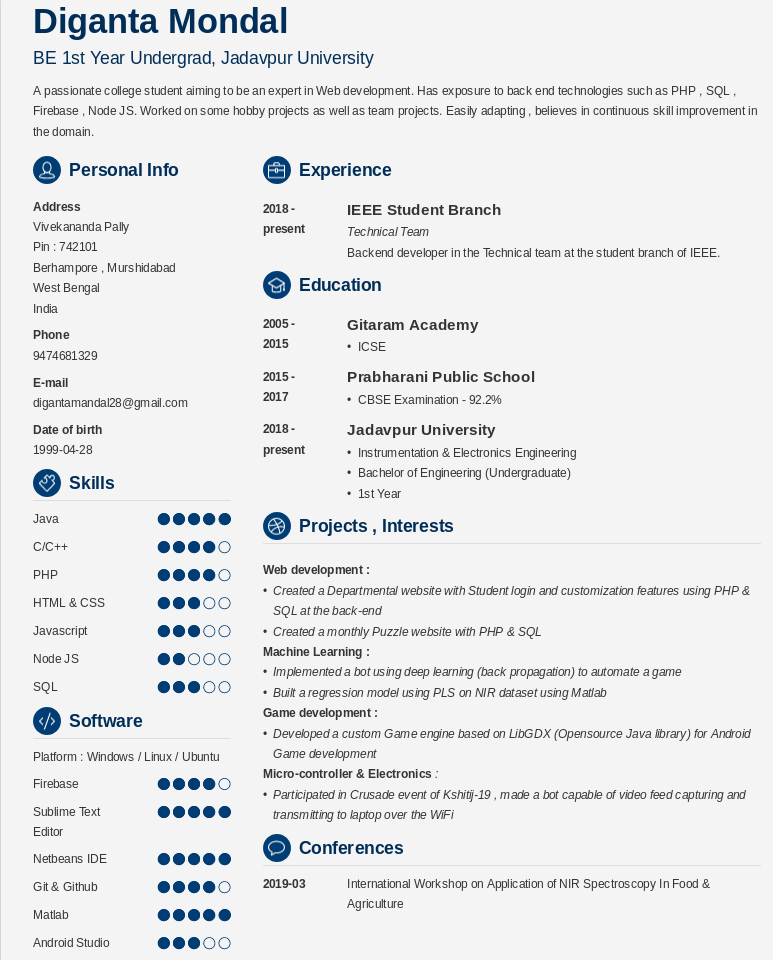 Diganta Mondal
BE 1st Year Undergrad, Jadavpur University
A passionate college student aiming to be an expert in Web development. Has exposure to back end technologies such as PHP , SQL ,
Firebase , Node JS. Worked on some hobby projects as well as team projects. Easily adapting , believes in continuous skill improvement in
the domain.
Personal Info
Address
Vivekananda Pally
Pin : 742101
Berhampore , Murshidabad
West Bengal
India
Phone
9474681329
E-mail
digantamandal28@gmail.com
Date of birth
1999-04-28
Skills
Java
C/C++
PHP
HTML & CSS
Javascript
Node JS
SQL
Software
Platform : Windows / Linux / Ubuntu
Firebase
Sublime Text
Editor
Netbeans IDE
Git & Github
Matlab
Android Studio
Experience
2018 -
present
IEEE Student Branch
Technical Team
Backend developer in the Technical team at the student branch of IEEE.
Education
2005 -
2015
Gitaram Academy
• ICSE
2015 -
2017
Prabharani Public School
• CBSE Examination - 92.2%
2018 -
present
Jadavpur University
• Instrumentation & Electronics Engineering
• Bachelor of Engineering (Undergraduate)
• 1st Year
Projects , Interests
Web development :
• Created a Departmental website with Student login and customization features using PHP &
SQL at the back-end
• Created a monthly Puzzle website with PHP & SQL
Machine Learning :
• Implemented a bot using deep learning (back propagation) to automate a game
• Built a regression model using PLS on NIR dataset using Matlab
Game development :
• Developed a custom Game engine based on LibGDX (Opensource Java library) for Android
Game development
Micro-controller & Electronics :
• Participated in Crusade event of Kshitij-19 , made a bot capable of video feed capturing and
transmitting to laptop over the WiFi
Conferences
2019-03
International Workshop on Application of NIR Spectroscopy In Food &
Agriculture